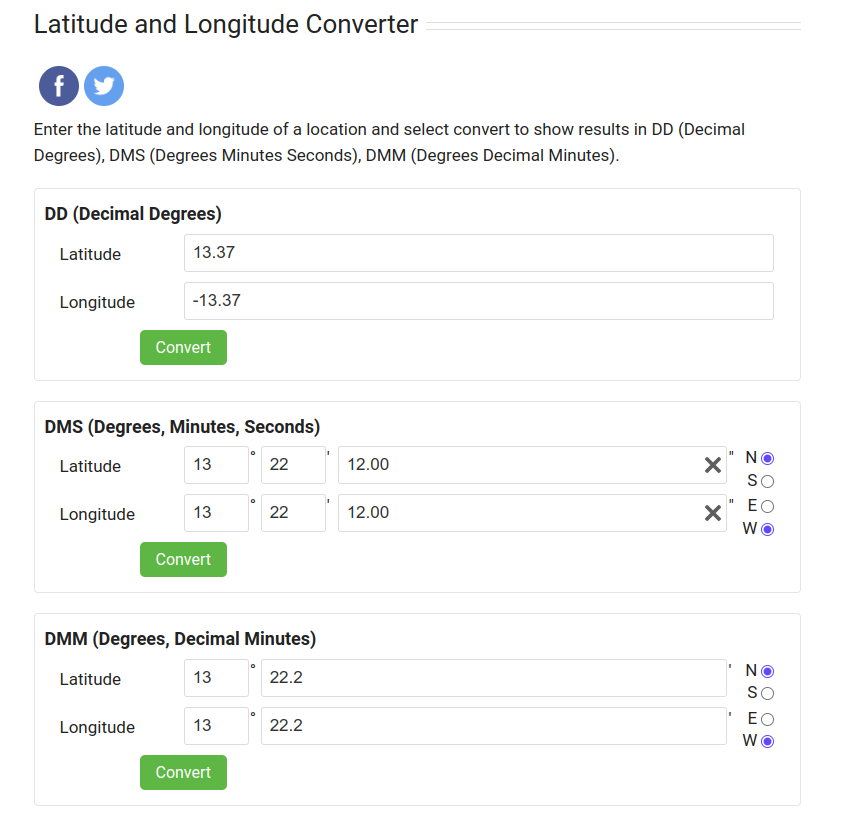 Latitude and Longitude Converter
Enter the latitude and longitude of a location and select convert to show results in DD (Decimal
Degrees), DMS (Degrees Minutes Seconds), DMM (Degrees Decimal Minutes).
DD (Decimal Degrees)
Latitude 13.37
Longitude -13.37
Convert
DMS (Degrees, Minutes, Seconds)
Latitude 13 ° 22 ' 12.00 " N
S
Longitude 13 ° 22 ' 12.00 " E
W
Convert
DMM (Degrees, Decimal Minutes)
Latitude 13 ° 22.2 ' N
S
Longitude 13 ° 22.2 ' E
W
Convert